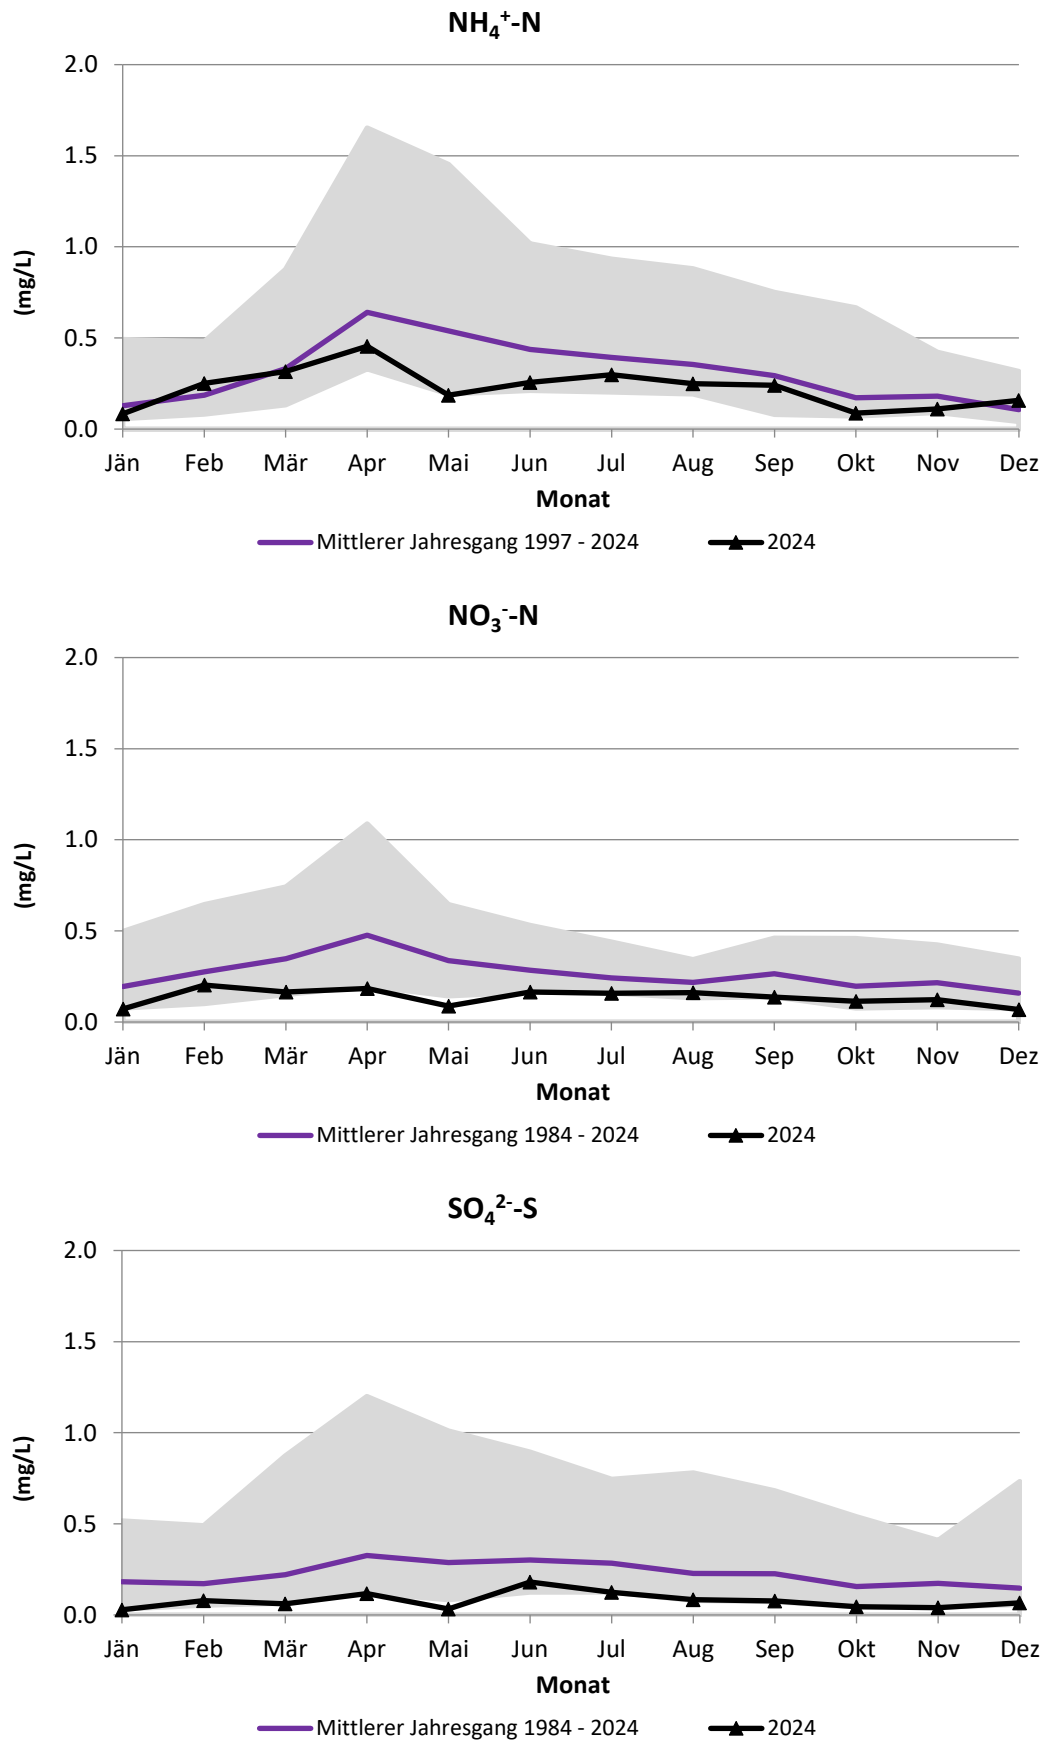 NH₄⁺-N
2.0
1.5
1.0
0.5
0.0
(mg/L)
Jän Feb Mär Apr Mai Jun Jul Aug Sep Okt Nov Dez
Monat
Mittlerer Jahresgang 1997 - 2024 2024
NO₃⁻-N
2.0
1.5
1.0
0.5
0.0
(mg/L)
Jän Feb Mär Apr Mai Jun Jul Aug Sep Okt Nov Dez
Monat
Mittlerer Jahresgang 1984 - 2024 2024
SO₄²⁻-S
2.0
1.5
1.0
0.5
0.0
(mg/L)
Jän Feb Mär Apr Mai Jun Jul Aug Sep Okt Nov Dez
Monat
Mittlerer Jahresgang 1984 - 2024 2024